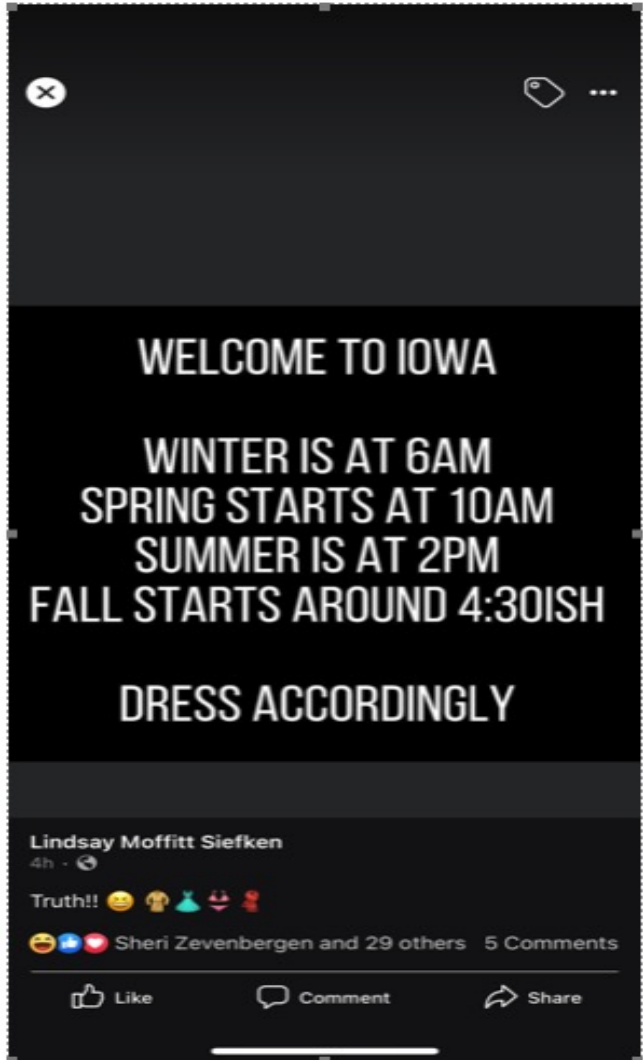 WELCOME TO IOWA
WINTER IS AT 6AM
SPRING STARTS AT 10AM
SUMMER IS AT 2PM
FALL STARTS AROUND 4:30ISH
DRESS ACCORDINGLY
Lindsay Moffitt Siefken
4h ·
Truth!! 😆 🧥👗👙🧣
Sheri Zevenbergen and 29 others 5 Comments
Like Comment Share